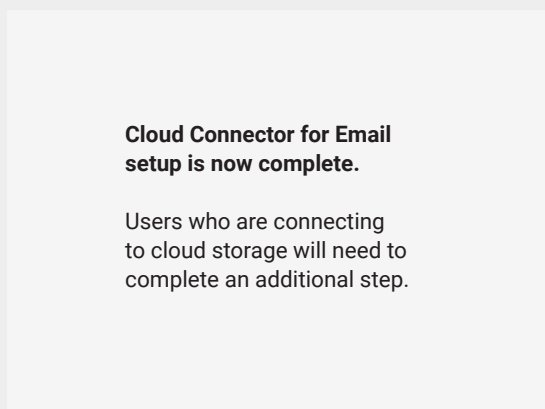 Cloud Connector for Email
setup is now complete.
Users who are connecting
to cloud storage will need to
complete an additional step.